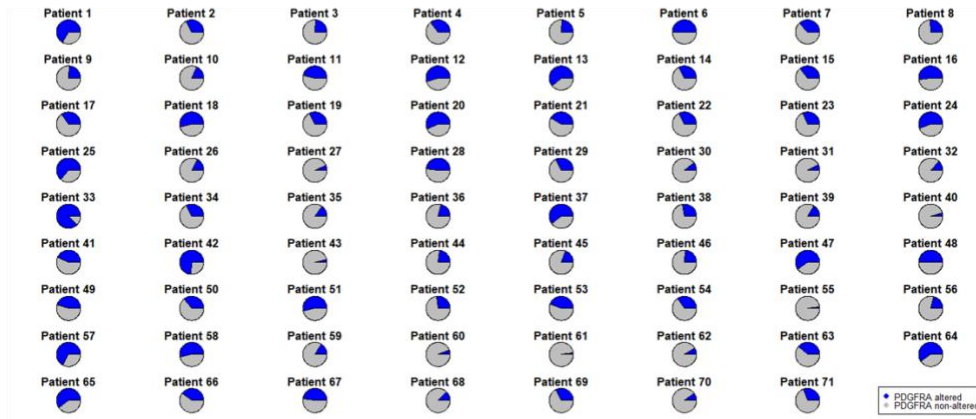 Patient 1 Patient 2 Patient 3 Patient 4 Patient 5 Patient 6 Patient 7 Patient 8
Patient 9 Patient 10 Patient 11 Patient 12 Patient 13 Patient 14 Patient 15 Patient 16
Patient 17 Patient 18 Patient 19 Patient 20 Patient 21 Patient 22 Patient 23 Patient 24
Patient 25 Patient 26 Patient 27 Patient 28 Patient 29 Patient 30 Patient 31 Patient 32
Patient 33 Patient 34 Patient 35 Patient 36 Patient 37 Patient 38 Patient 39 Patient 40
Patient 41 Patient 42 Patient 43 Patient 44 Patient 45 Patient 46 Patient 47 Patient 48
Patient 49 Patient 50 Patient 51 Patient 52 Patient 53 Patient 54 Patient 55 Patient 56
Patient 57 Patient 58 Patient 59 Patient 60 Patient 61 Patient 62 Patient 63 Patient 64
Patient 65 Patient 66 Patient 67 Patient 68 Patient 69 Patient 70 Patient 71
PDGFRA altered
PDGFRA non-altered